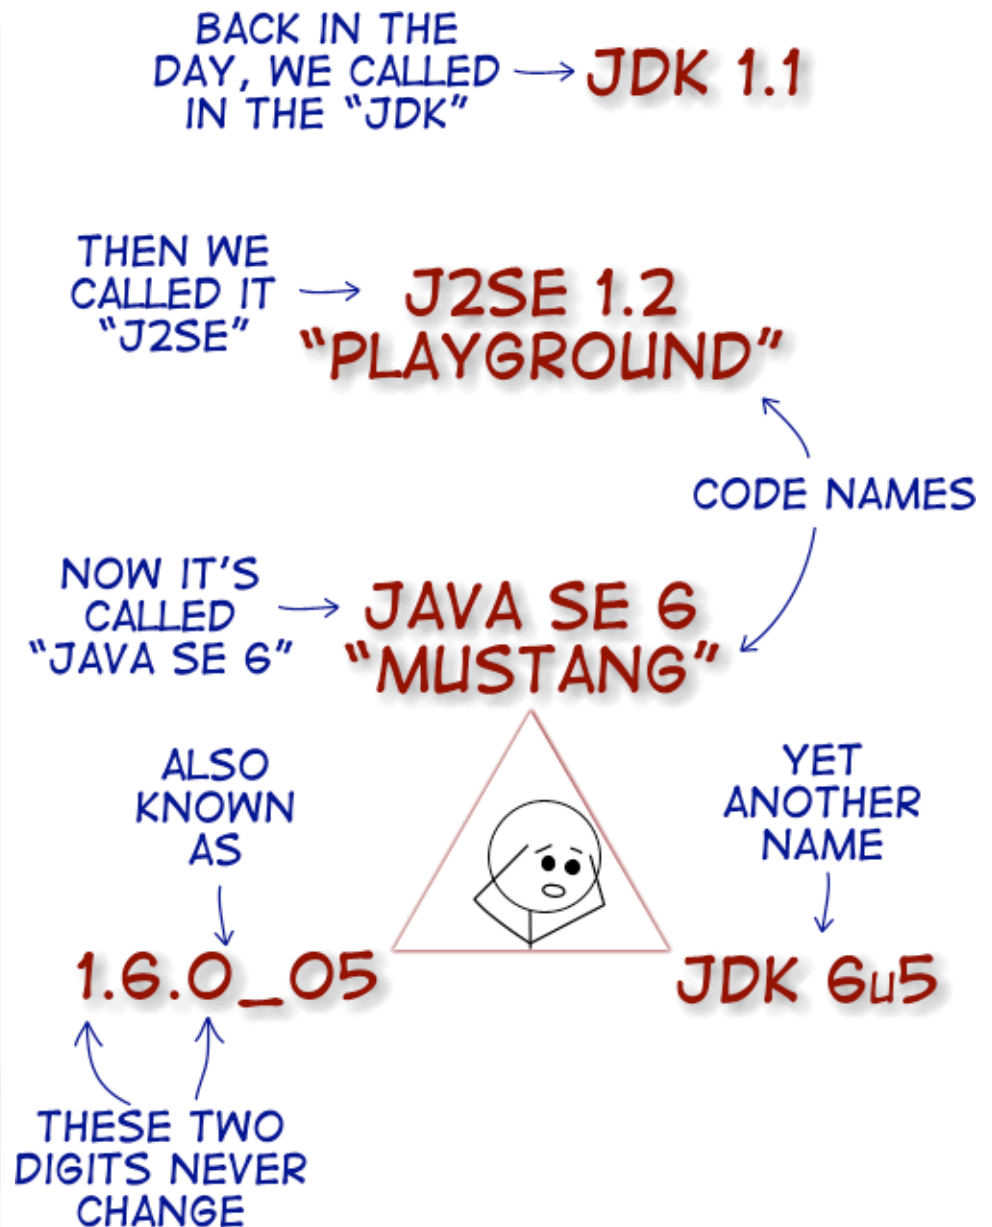 BACK IN THE
DAY, WE CALLED
IN THE "JDK"
JDK 1.1
THEN WE
CALLED IT
"J2SE"
J2SE 1.2
"PLAYGROUND"
CODE NAMES
NOW IT'S
CALLED
"JAVA SE 6"
JAVA SE 6
"MUSTANG"
ALSO
KNOWN
AS
1.6.0_05
YET
ANOTHER
NAME
JDK 6u5
THESE TWO
DIGITS NEVER
CHANGE